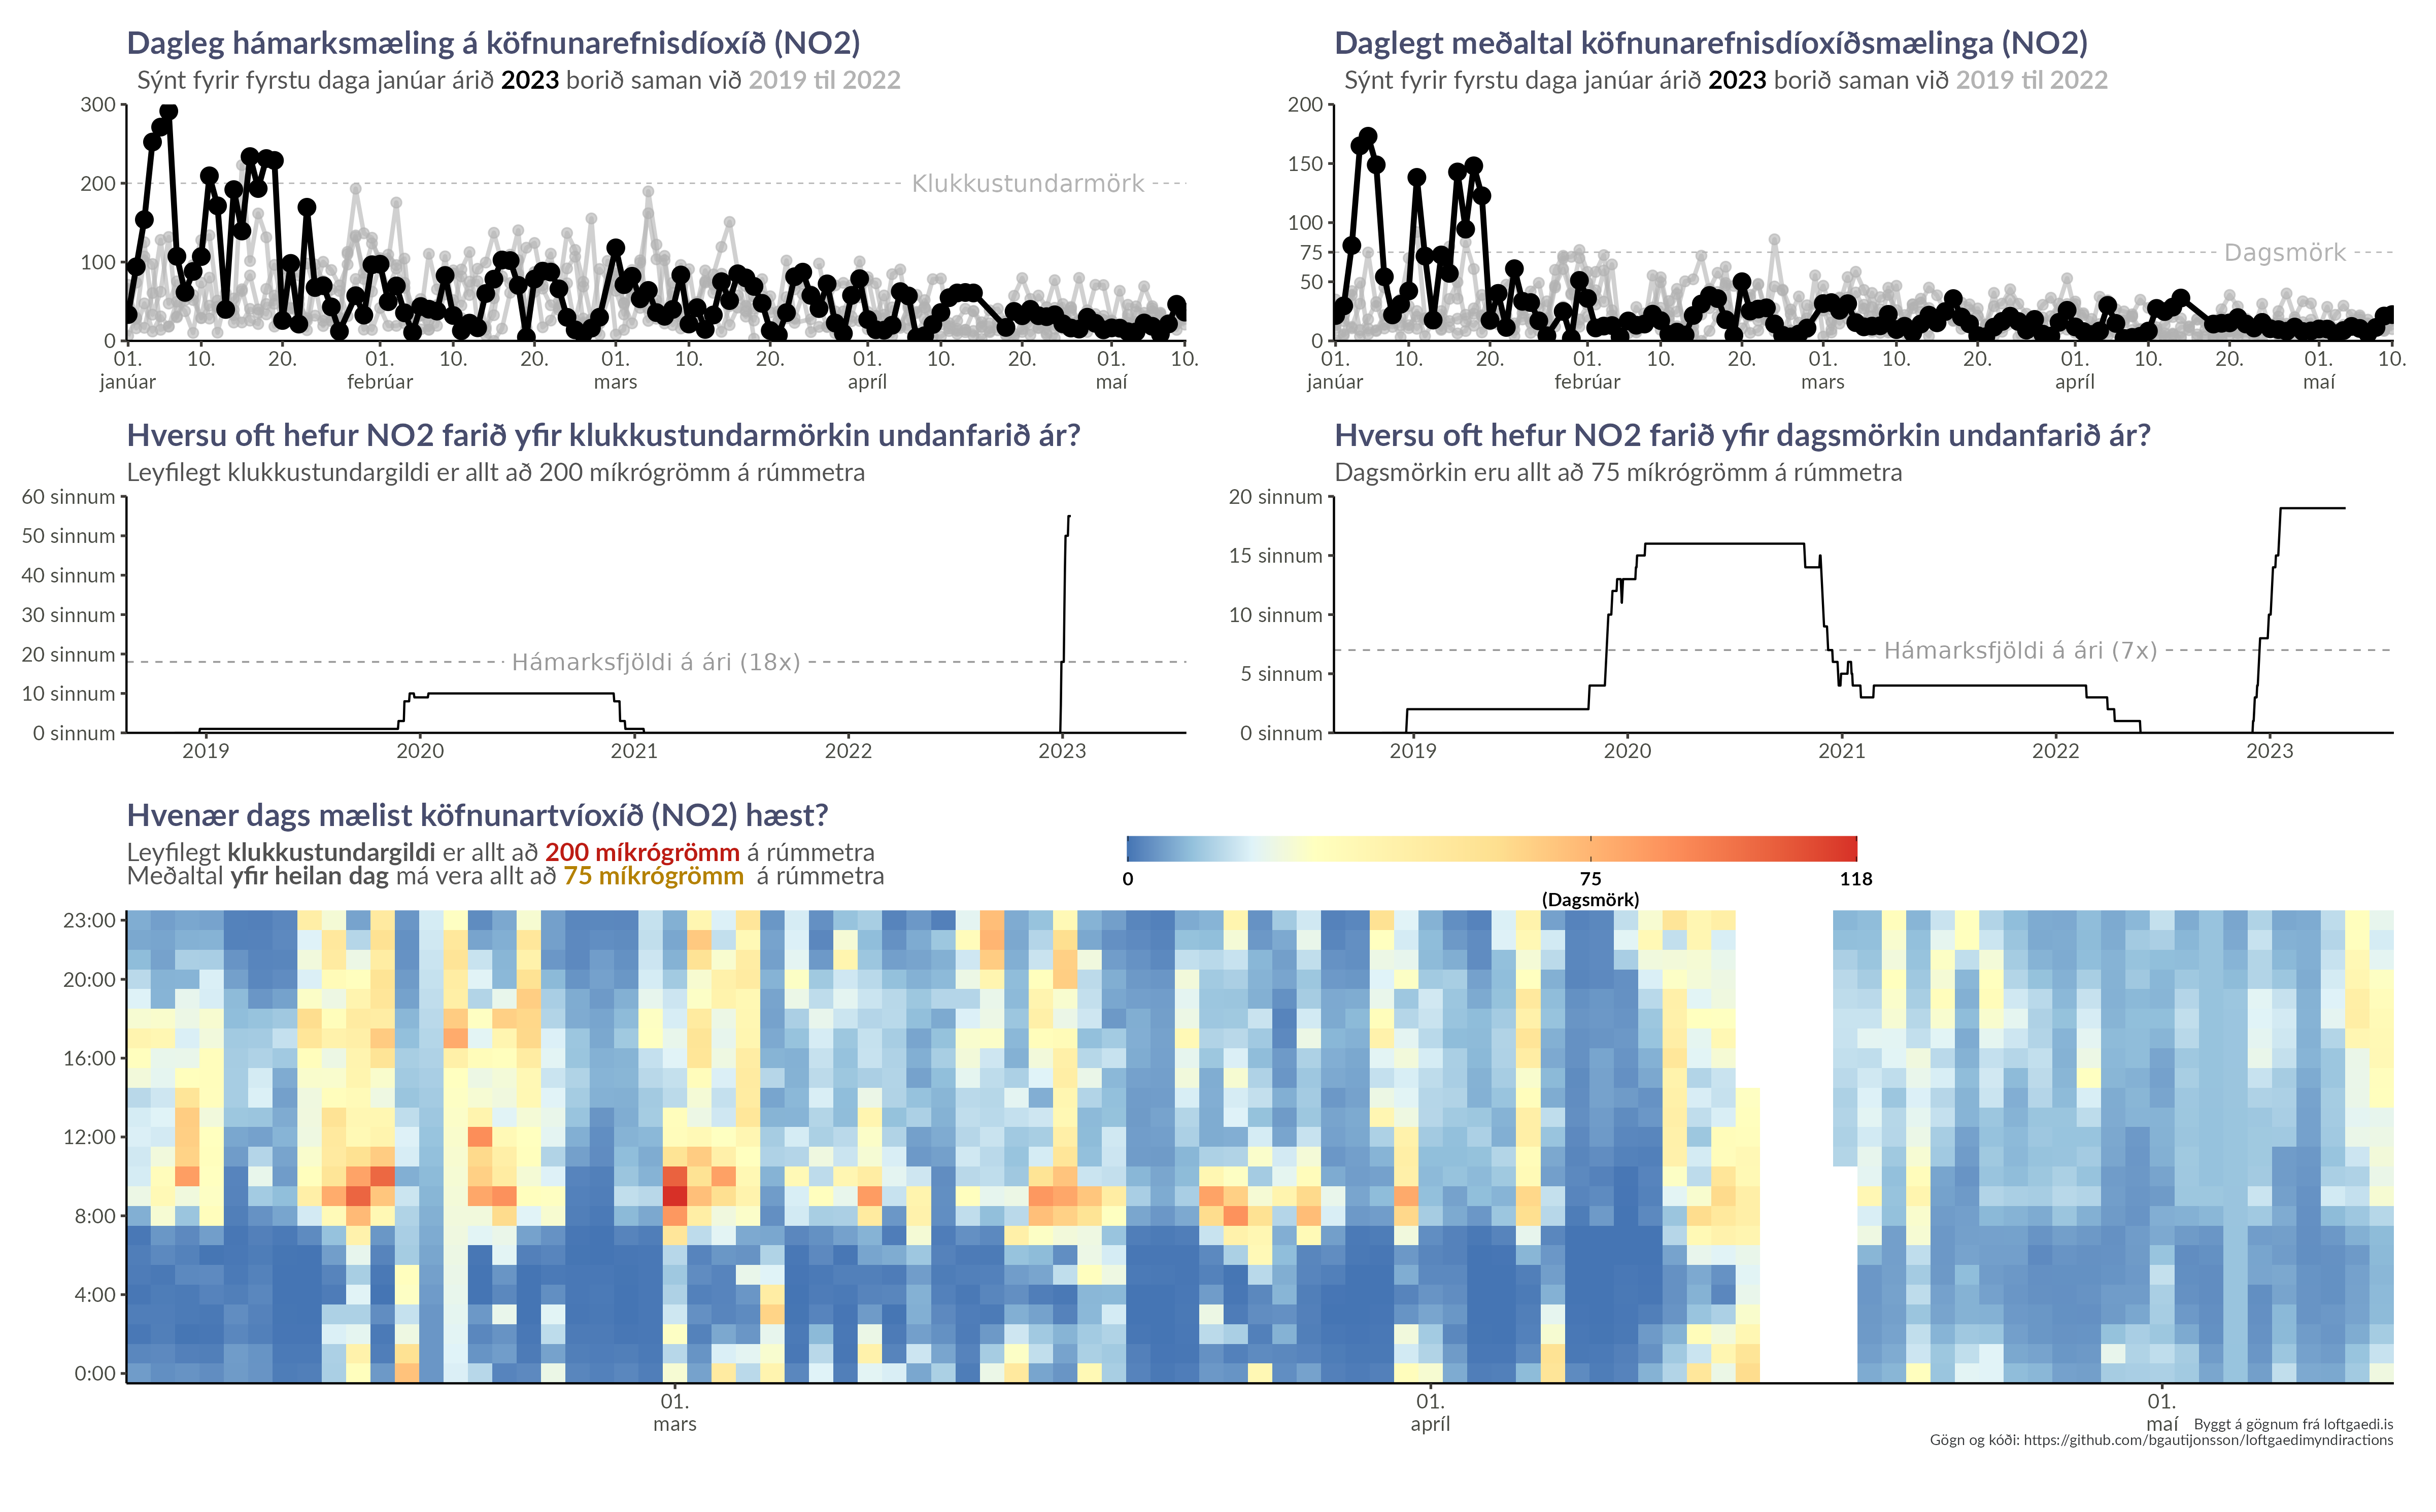 Dagleg hámarksmæling á köfnunarefnisdíoxíð (NO2)
Sýnt fyrir fyrstu daga janúar árið 2023 borið saman við 2019 til 2022
300
200
100
0
Klukkustundarmörk
01. 10. 20. 01. 10. 20. 01. 10. 20. 01. 10. 20. 01. 10.
janúar febrúar mars apríl maí
Daglegt meðaltal köfnunarefnisdíoxíðsmælinga (NO2)
Sýnt fyrir fyrstu daga janúar árið 2023 borið saman við 2019 til 2022
200
150
100
75
50
0
Dagsmörk
01. 10. 20. 01. 10. 20. 01. 10. 20. 01. 10. 20. 01. 10.
janúar febrúar mars apríl maí
Hversu oft hefur NO2 farið yfir klukkustundarmörkin undanfarið ár?
Leyfilegt klukkustundargildi er allt að 200 míkrógrömm á rúmmetra
60 sinnum
50 sinnum
40 sinnum
30 sinnum
20 sinnum
10 sinnum
0 sinnum
Hámarksfjöldi á ári (18x)
2019 2020 2021 2022 2023
Hversu oft hefur NO2 farið yfir dagsmörkin undanfarið ár?
Dagsmörkin eru allt að 75 míkrógrömm á rúmmetra
20 sinnum
15 sinnum
10 sinnum
5 sinnum
0 sinnum
Hámarksfjöldi á ári (7x)
2019 2020 2021 2022 2023
Hvenær dags mælist köfnunartvíoxíð (NO2) hæst?
Leyfilegt klukkustundargildi er allt að 200 míkrógrömm á rúmmetra
Meðaltal yfir heilan dag má vera allt að 75 míkrógrömm á rúmmetra
0 75 118
(Dagsmörk)
23:00
20:00
16:00
12:00
8:00
4:00
0:00
01. 01. 01.
mars apríl maí
Byggt á gögnum frá loftgaedi.is
Gögn og kóði: https://github.com/bgautijonsson/loftgaedimyndiractions